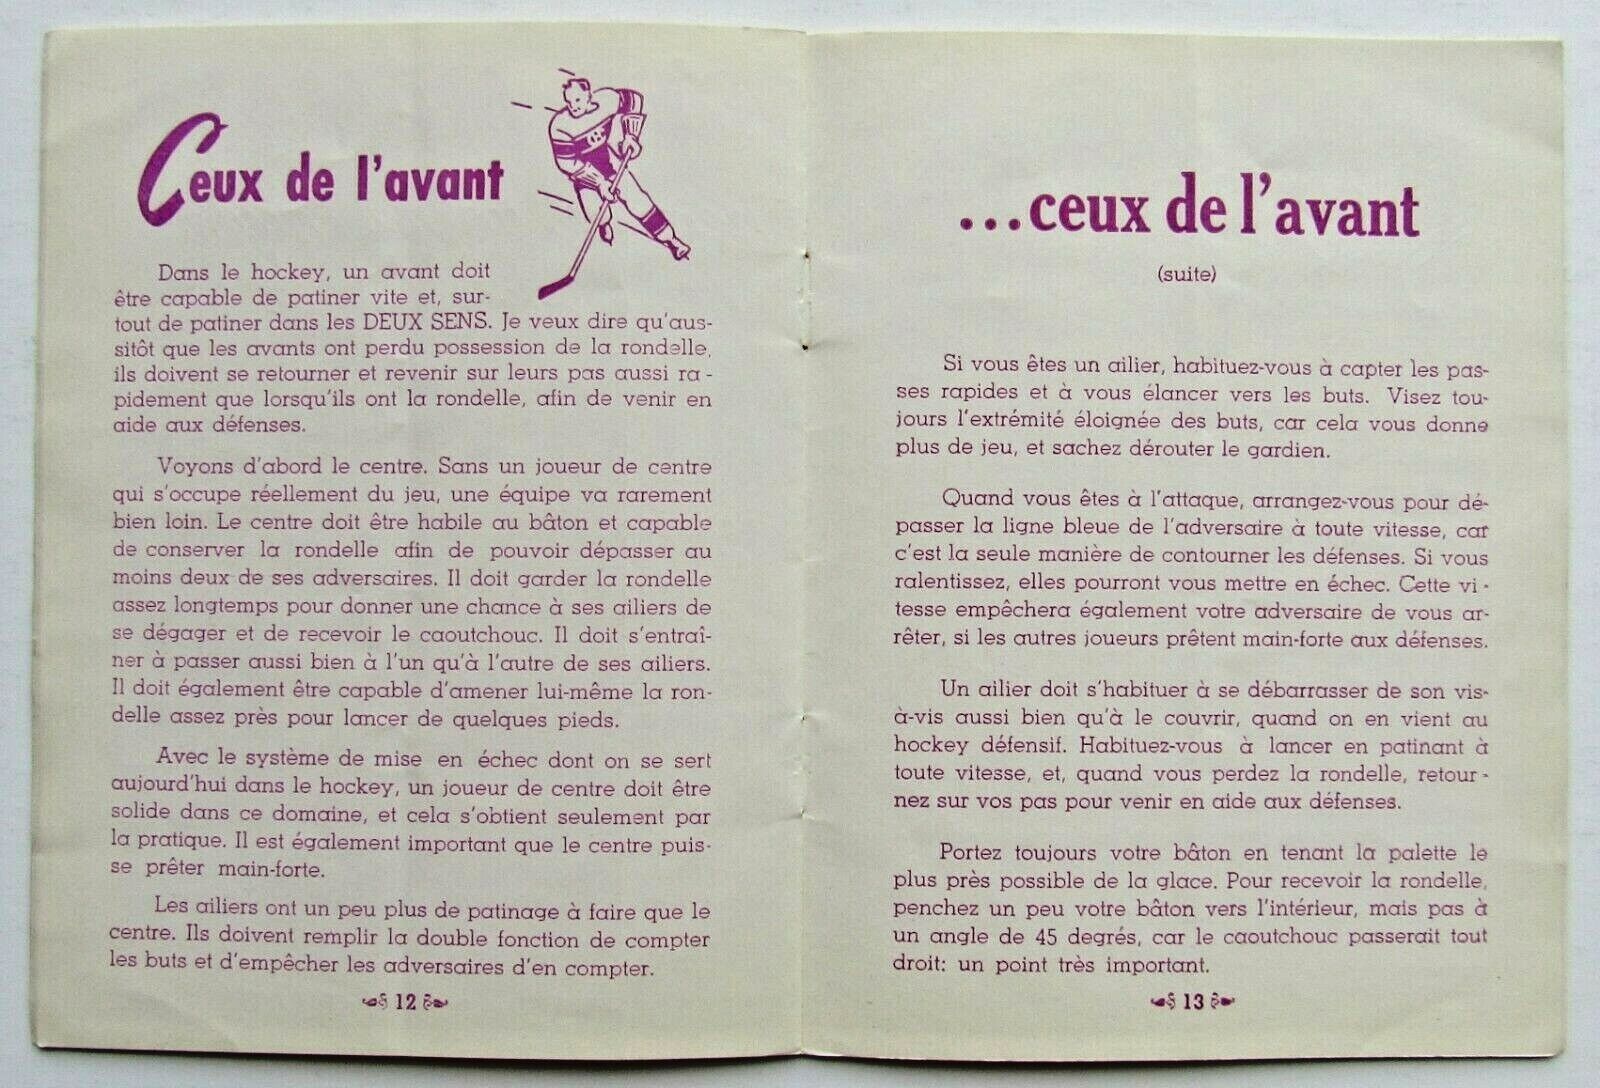 Ceux de l'avant
Dans le hockey, un avant doit
être capable de patiner vite et, sur-
tout de patiner dans les DEUX SENS. Je veux dire qu'aus-
sitôt que les avants ont perdu possession de la rondelle,
ils doivent se retourner et revenir sur leurs pas aussi ra-
pidement que lorsqu'ils ont la rondelle, afin de venir en
aide aux défenses.
Voyons d'abord le centre. Sans un joueur de centre
qui s'occupe réellement du jeu, une équipe va rarement
bien loin. Le centre doit être habile au bâton et capable
de conserver la rondelle afin de pouvoir dépasser au
moins deux de ses adversaires. Il doit garder la rondelle
assez longtemps pour donner une chance à ses ailiers de
se dégager et de recevoir le caoutchouc. Il doit s'entraî-
ner à passer aussi bien à l'un qu'à l'autre de ses ailiers.
Il doit également être capable d'amener lui-même la ron-
delle assez près pour lancer de quelques pieds.
Avec le système de mise en échec dont on se sert
aujourd'hui dans le hockey, un joueur de centre doit être
solide dans ce domaine, et cela s'obtient seulement par
la pratique. Il est également important que le centre puis-
se prêter main-forte.
Les ailiers ont un peu plus de patinage à faire que le
centre. Ils doivent remplir la double fonction de compter
les buts et d'empêcher les adversaires d'en compter.
12
...ceux de l'avant
(suite)
Si vous êtes un ailier, habituez-vous à capter les pas-
ses rapides et à vous élancer vers les buts. Visez tou-
jours l'extrémité éloignée des buts, car cela vous donne
plus de jeu, et sachez dérouter le gardien.
Quand vous êtes à l'attaque, arrangez-vous pour dé-
passer la ligne bleue de l'adversaire à toute vitesse, car
c'est la seule manière de contourner les défenses. Si vous
ralentissez, elles pourront vous mettre en échec. Cette vi-
tesse empêchera également votre adversaire de vous ar-
rêter, si les autres joueurs prêtent main-forte aux défenses.
Un ailier doit s'habituer à se débarrasser de son vis-
à-vis aussi bien qu'à le couvrir, quand on en vient au
hockey défensif. Habituez-vous à lancer en patinant à
toute vitesse, et, quand vous perdez la rondelle, retour-
nez sur vos pas pour venir en aide aux défenses.
Portez toujours votre bâton en tenant la palette le
plus près possible de la glace. Pour recevoir la rondelle,
penchez un peu votre bâton vers l'intérieur, mais pas à
un angle de 45 degrés, car le caoutchouc passerait tout
droit: un point très important.
13